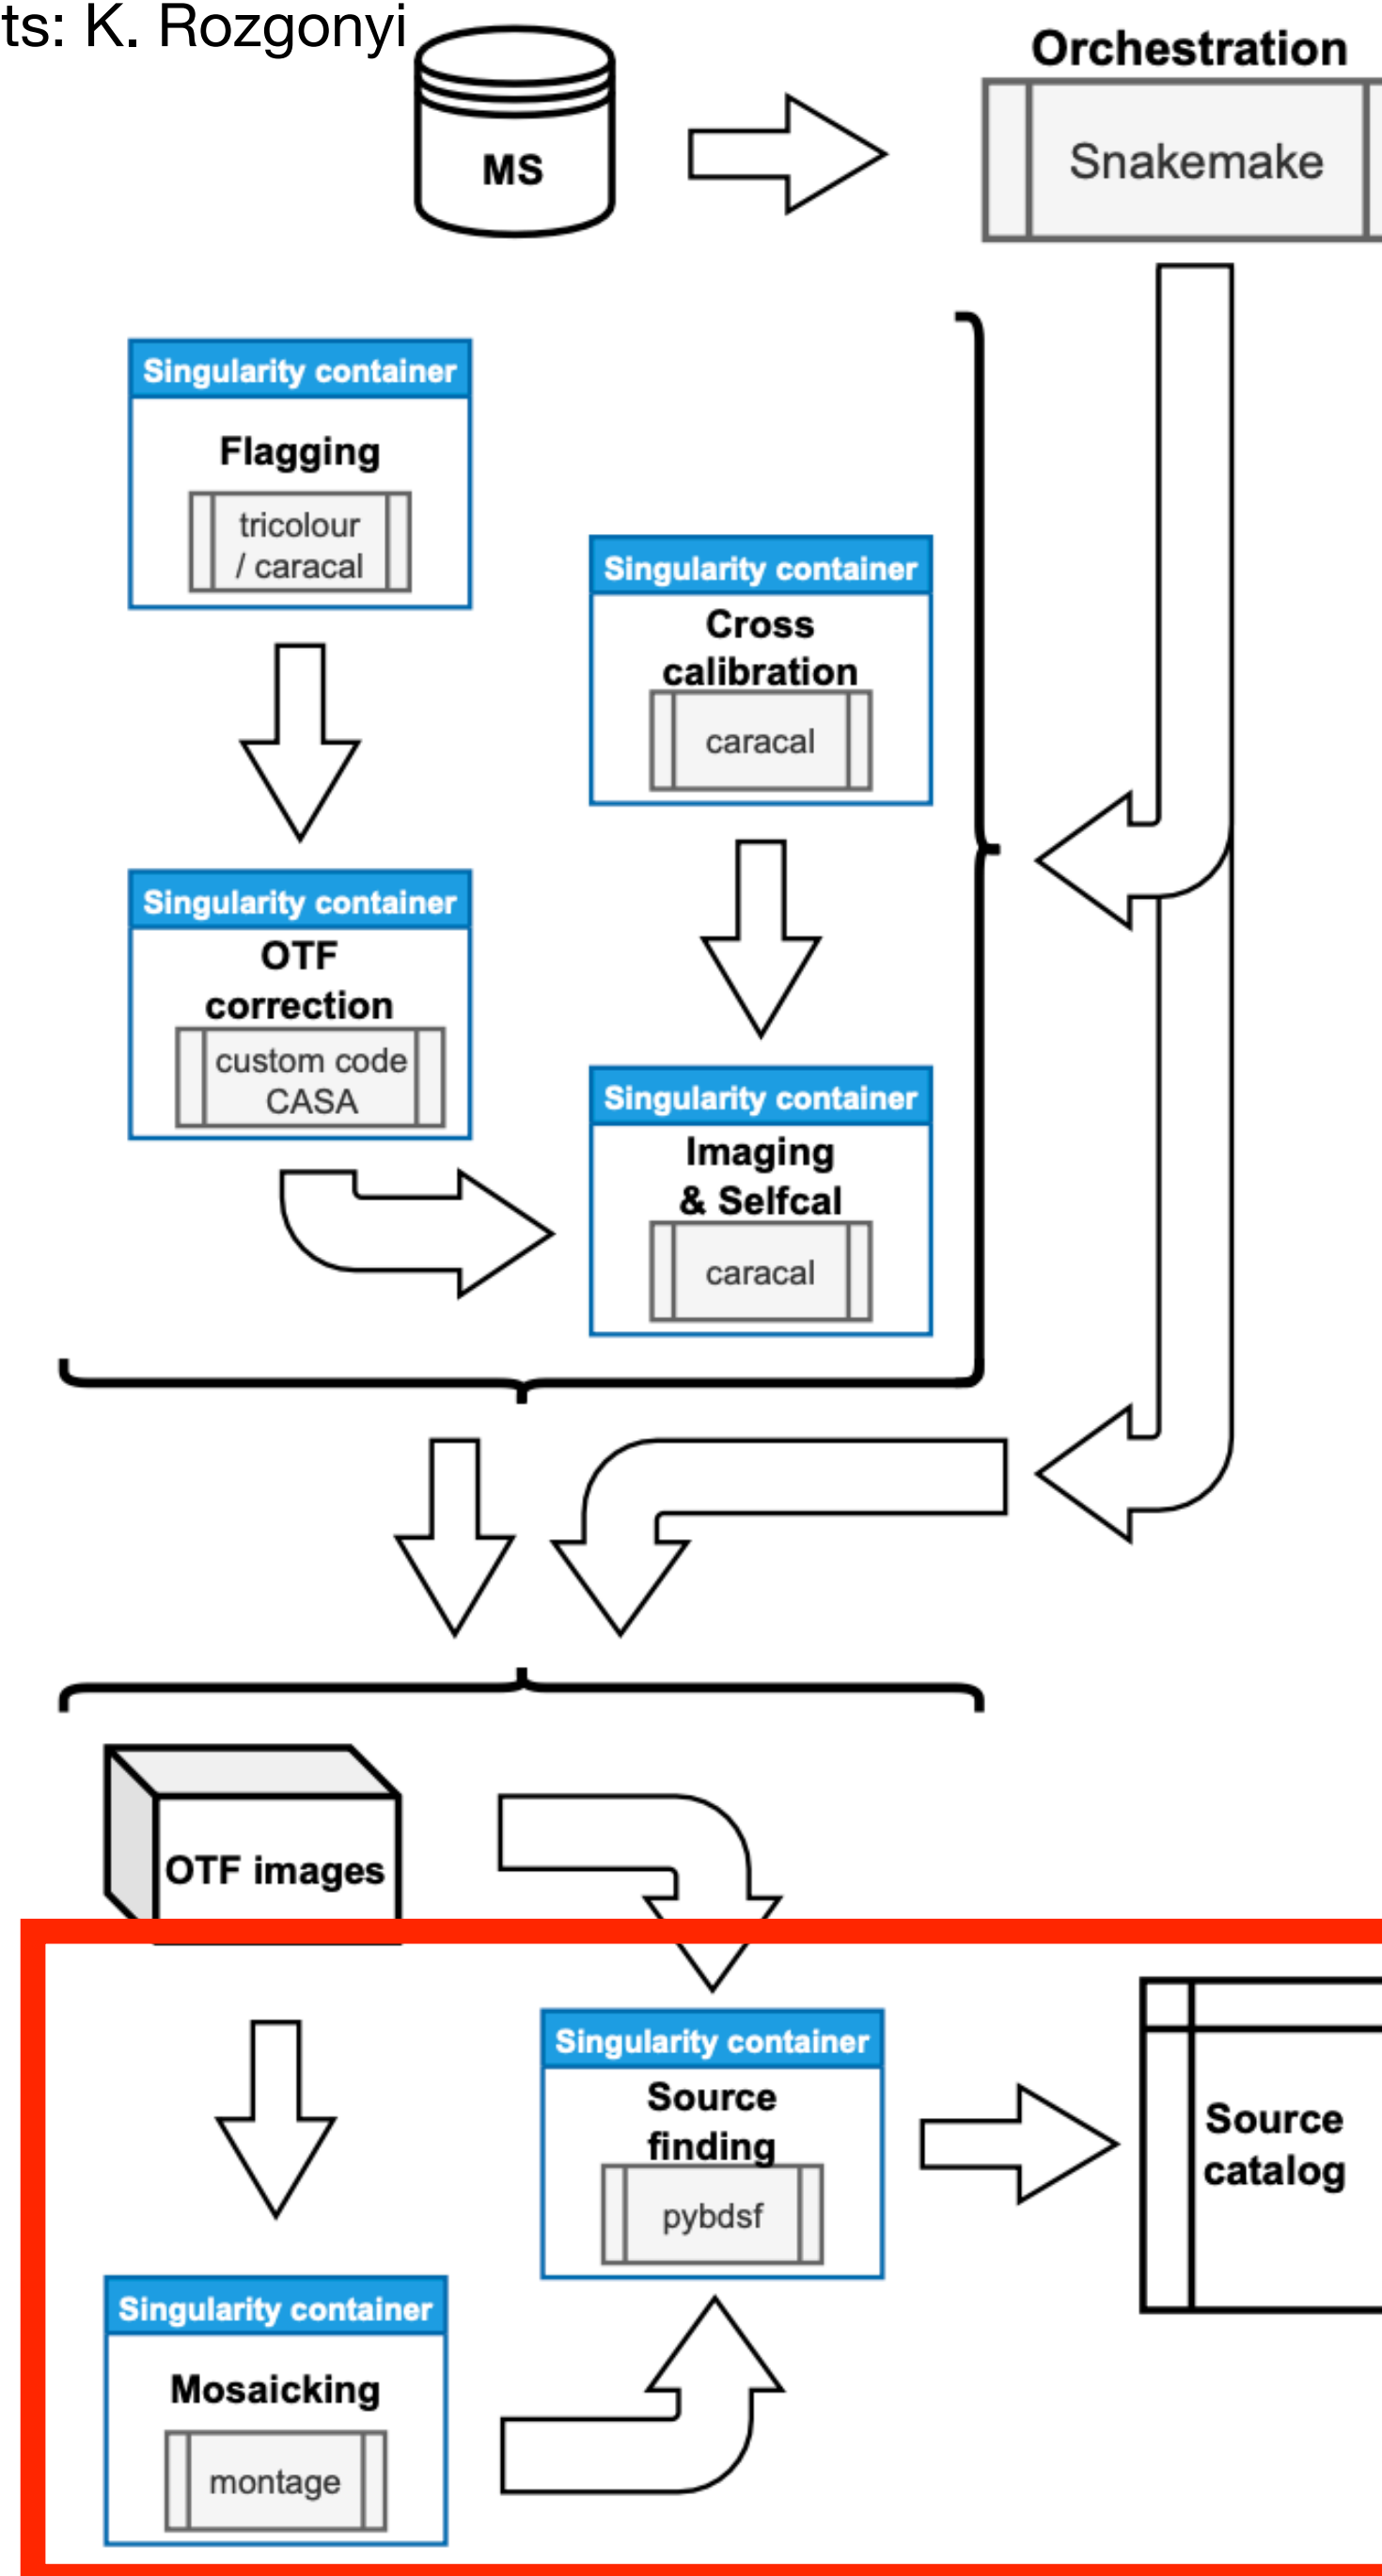 ts: K. Rozgonyi
MS
Orchestration
Snakemake
Singularity container
Flagging
tricolour
/ caracal
Singularity container
Cross
calibration
caracal
Singularity container
OTF
correction
custom code
CASA
Singularity container
Imaging
& Selfcal
caracal
OTF images
Singularity container
Source
finding
pybdsf
Source
catalog
Singularity container
Mosaicking
montage